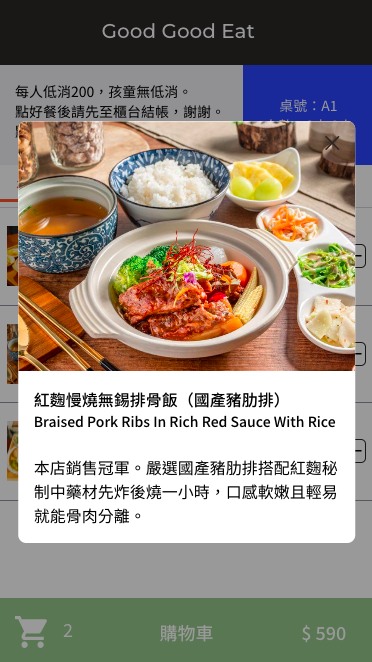 Good Good Eat
每人低消200，孩童無低消。
點好餐後請先至櫃台結帳，謝謝。
桌號：A1
紅麴慢燒無錫排骨飯（國產豬肋排）
Braised Pork Ribs In Rich Red Sauce With Rice
本店銷售冠軍。嚴選國產豬肋排搭配紅麴秘
制中藥材先炸後燒一小時，口感軟嫩且輕易
就能骨肉分離。
2 購物車 $ 590